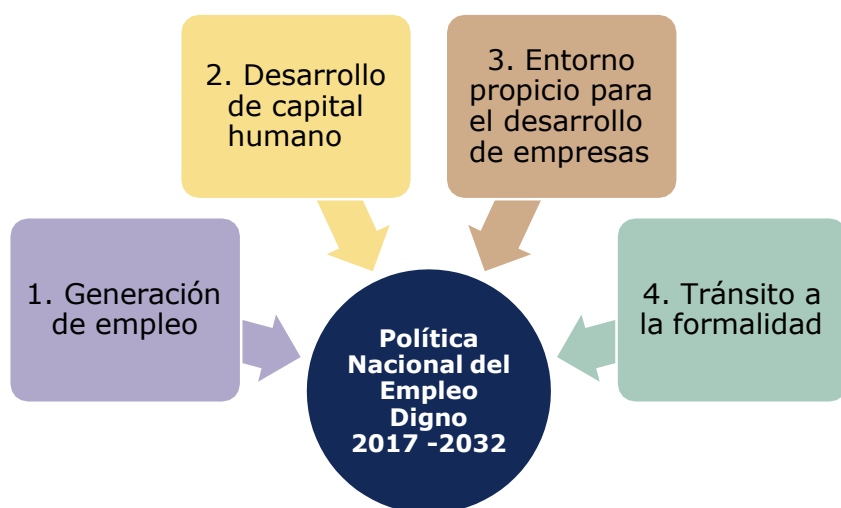 1. Generación
de empleo
2. Desarrollo
de capital
humano
3. Entorno
propicio para
el desarrollo
de empresas
4. Tránsito a
la formalidad
Política
Nacional del
Empleo
Digno
2017 -2032